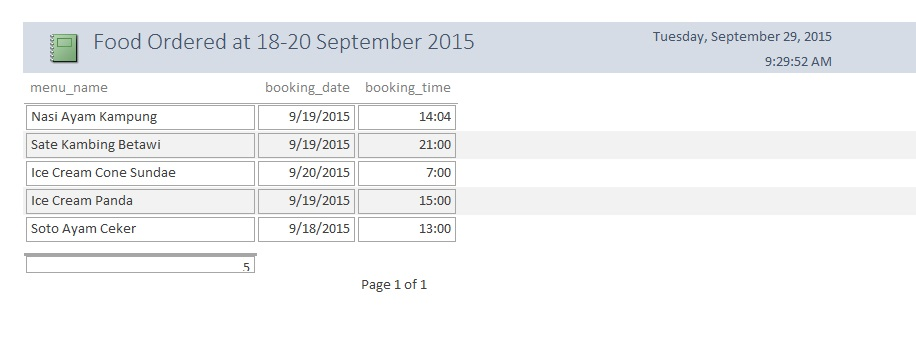 Food Ordered at 18-20 September 2015
Tuesday, September 29, 2015
9:29:52 AM
menu_name booking_date booking_time
Nasi Ayam Kampung 9/19/2015 14:04
Sate Kambing Betawi 9/19/2015 21:00
Ice Cream Cone Sundae 9/20/2015 7:00
Ice Cream Panda 9/19/2015 15:00
Soto Ayam Ceker 9/18/2015 13:00
5
Page 1 of 1